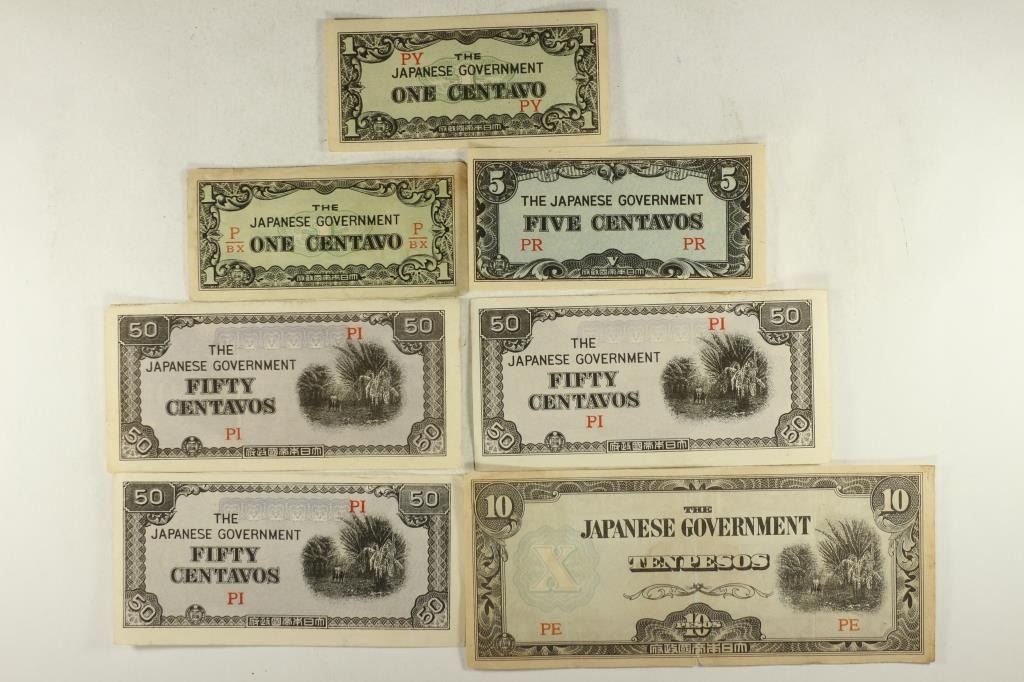 1 1
PY THE
JAPANESE GOVERNMENT
ONE CENTAVO
PY
1 1
1 1
THE
JAPANESE GOVERNMENT
P/BX ONE CENTAVO P/BX
1 1
5 5
THE JAPANESE GOVERNMENT
FIVE CENTAVOS
PR PR
V
50 PI 50
THE
JAPANESE GOVERNMENT
FIFTY
CENTAVOS
PI
50 50
50 PI 50
THE
JAPANESE GOVERNMENT
FIFTY
CENTAVOS
PI
50 50
50 PI 50
THE
JAPANESE GOVERNMENT
FIFTY
CENTAVOS
PI
50 50
10 10
THE
JAPANESE GOVERNMENT
X TEN PESOS
PE 10 PESOS PE